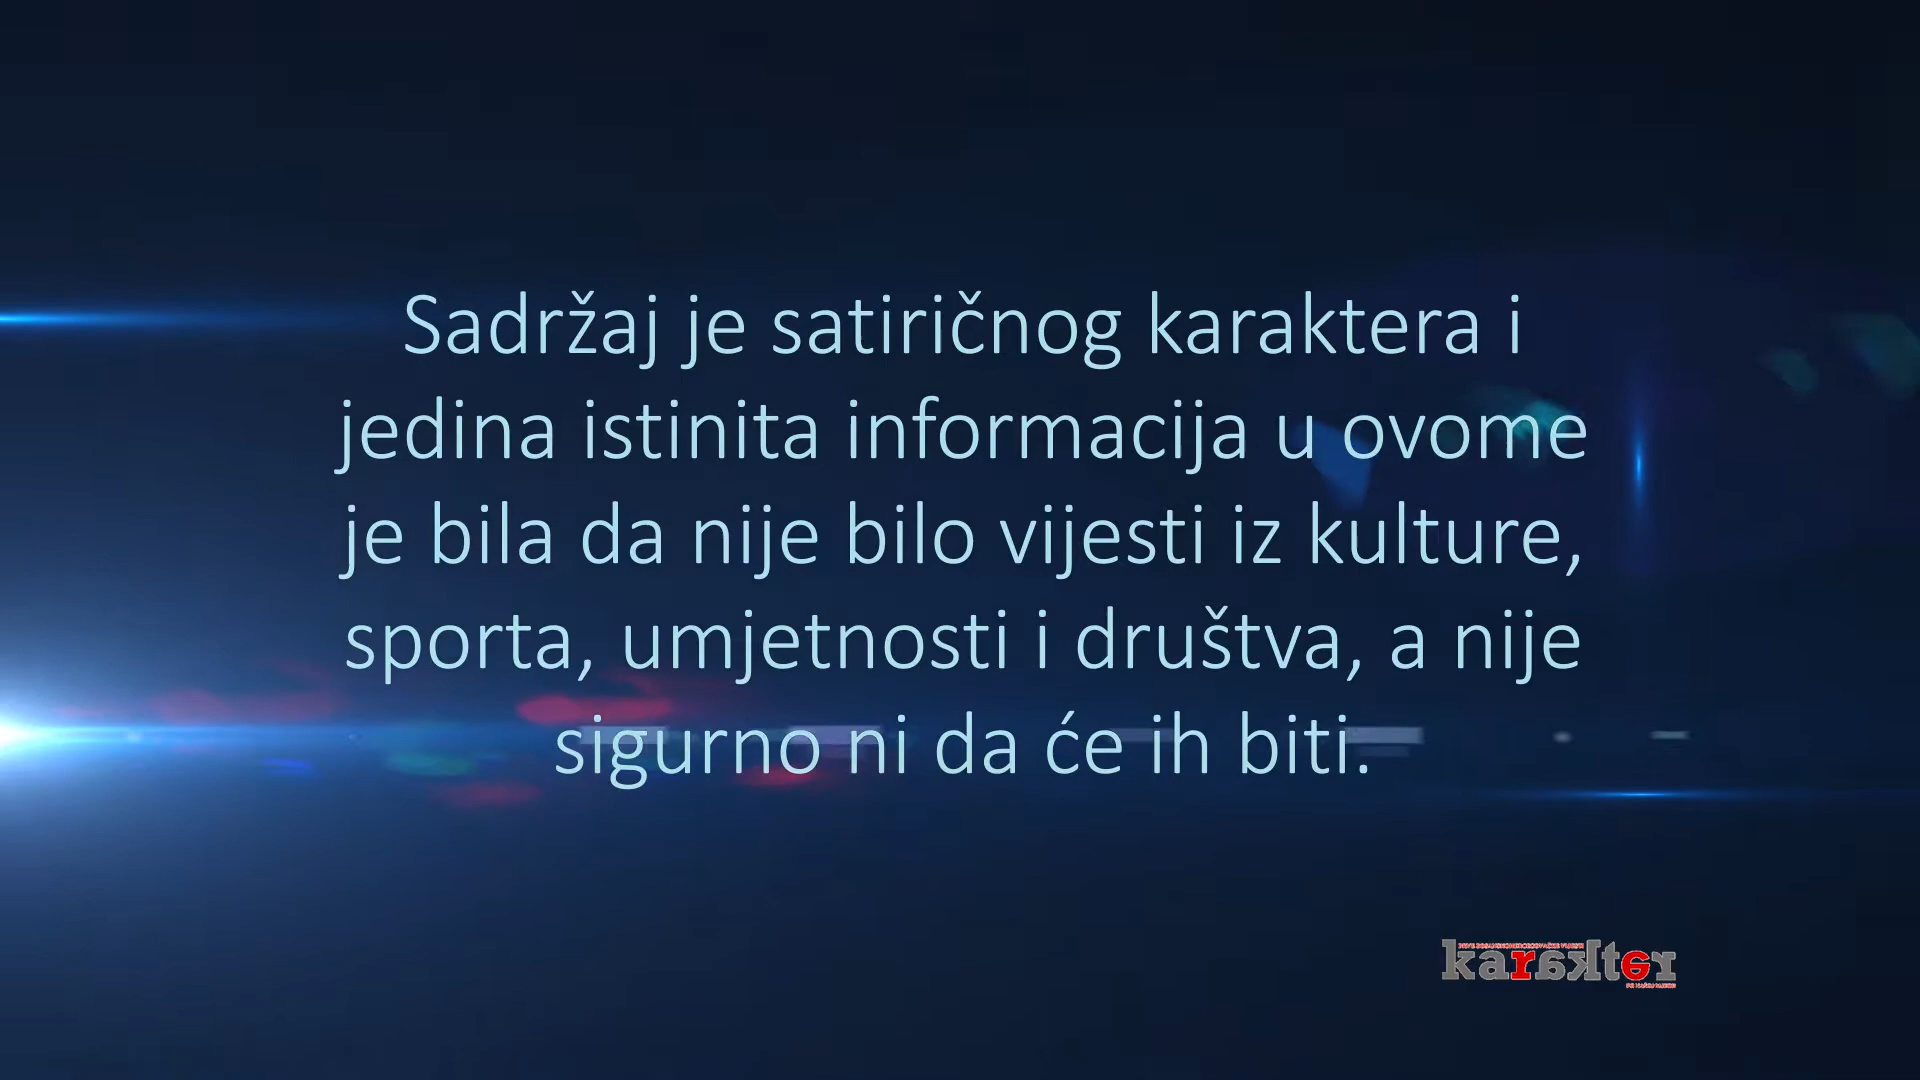 Sadržaj je satiričnog karaktera i
jedina istinita informacija u ovome
je bila da nije bilo vijesti iz kulture,
sporta, umjetnosti i društva, a nije
sigurno ni da će ih biti.
karakter